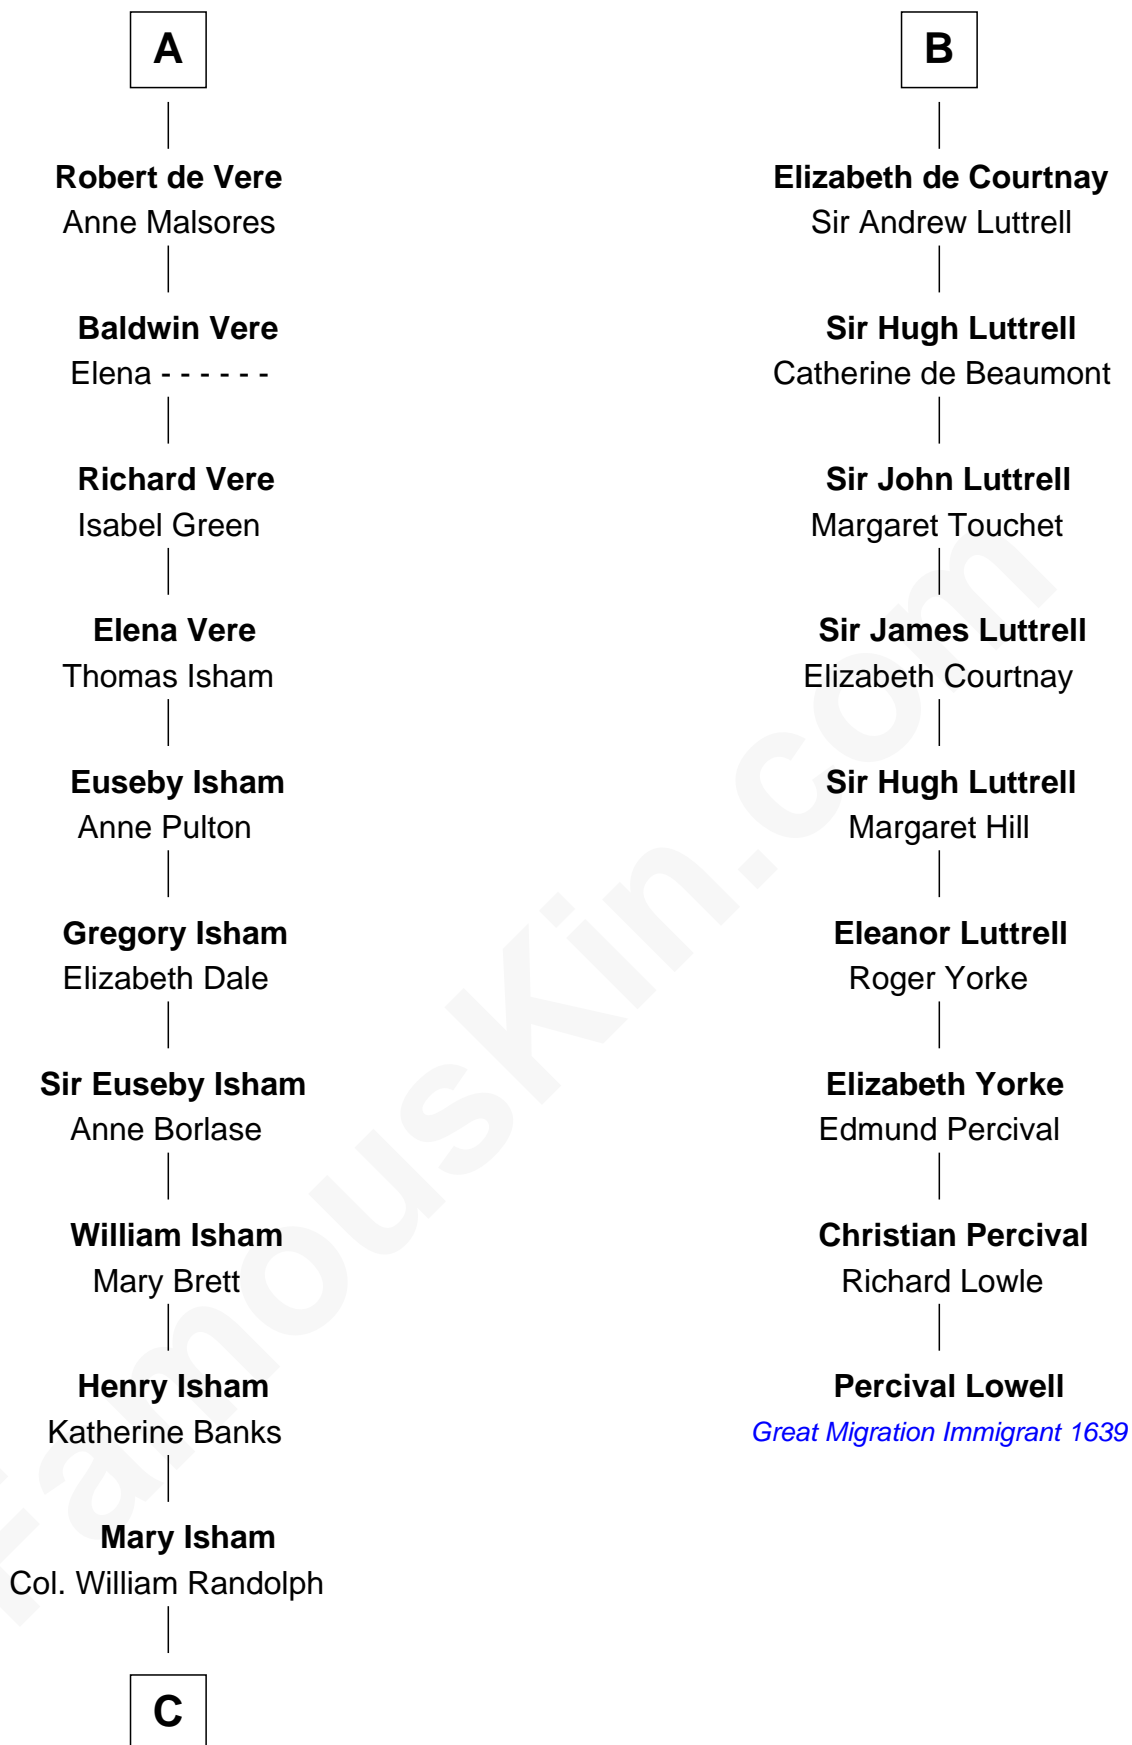 A
Robert de Vere
Anne Malsores
Baldwin Vere
Elena - - - - - -
Richard Vere
Isabel Green
Elena Vere
Thomas Isham
Euseby Isham
Anne Pulton
Gregory Isham
Elizabeth Dale
Sir Euseby Isham
Anne Borlase
William Isham
Mary Brett
Henry Isham
Katherine Banks
Mary Isham
Col. William Randolph
C
B
Elizabeth de Courtnay
Sir Andrew Luttrell
Sir Hugh Luttrell
Catherine de Beaumont
Sir John Luttrell
Margaret Touchet
Sir James Luttrell
Elizabeth Courtnay
Sir Hugh Luttrell
Margaret Hill
Eleanor Luttrell
Roger Yorke
Elizabeth Yorke
Edmund Percival
Christian Percival
Richard Lowle
Percival Lowell
Great Migration Immigrant 1639
FamousKin.com